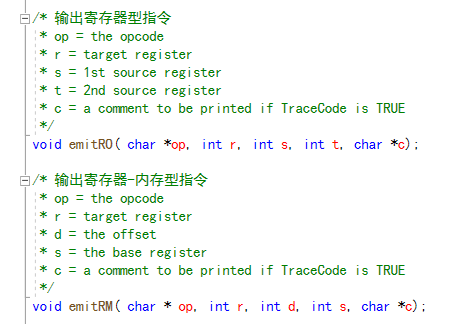 /* 输出寄存器型指令
* op = the opcode
* r = target register
* s = 1st source register
* t = 2nd source register
* c = a comment to be printed if TraceCode is TRUE
*/
void emitRO( char *op, int r, int s, int t, char *c);
/* 输出寄存器-内存型指令
* op = the opcode
* r = target register
* d = the offset
* s = the base register
* c = a comment to be printed if TraceCode is TRUE
*/
void emitRM( char * op, int r, int d, int s, char *c);